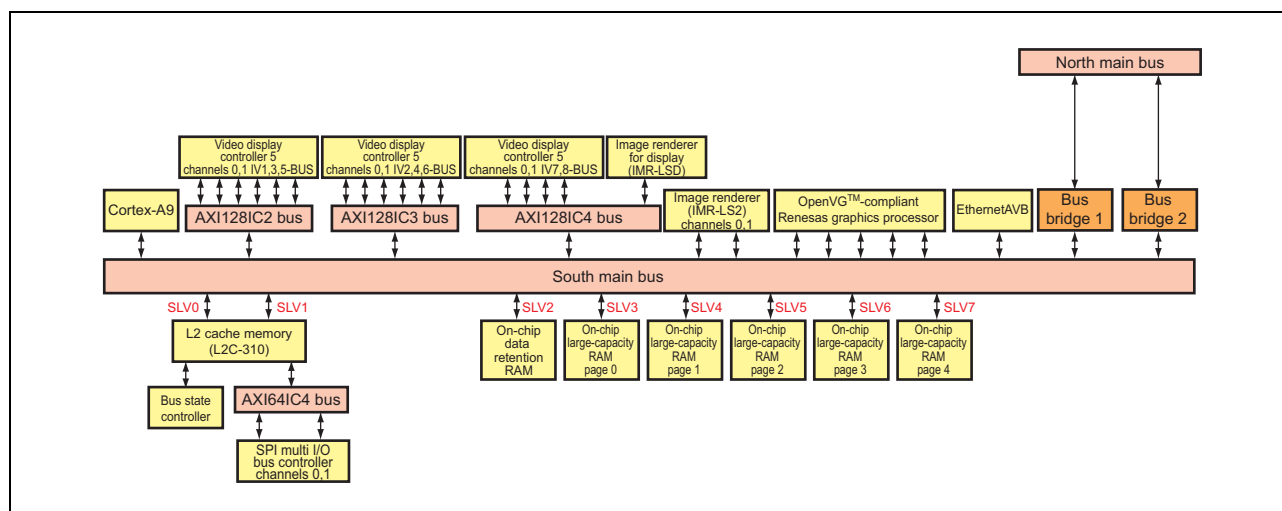 North main bus
Video display
controller 5
channels 0,1 IV1,3,5-BUS
Video display
controller 5
channels 0,1 IV2,4,6-BUS
Video display
controller 5
channels 0,1 IV7,8-BUS
Image renderer
for display
(IMR-LSD)
Cortex-A9
AXI128IC2 bus
AXI128IC3 bus
AXI128IC4 bus
Image renderer
(IMR-LS2)
channels 0,1
OpenVG™-compliant
Renesas graphics processor
EthernetAVB
Bus
bridge 1
Bus
bridge 2
South main bus
SLV0
SLV1
SLV2
SLV3
SLV4
SLV5
SLV6
SLV7
L2 cache memory
(L2C-310)
On-chip
data
retention
RAM
On-chip
large-capacity
RAM
page 0
On-chip
large-capacity
RAM
page 1
On-chip
large-capacity
RAM
page 2
On-chip
large-capacity
RAM
page 3
On-chip
large-capacity
RAM
page 4
Bus state
controller
AXI64IC4 bus
SPI multi I/O
bus controller
channels 0,1